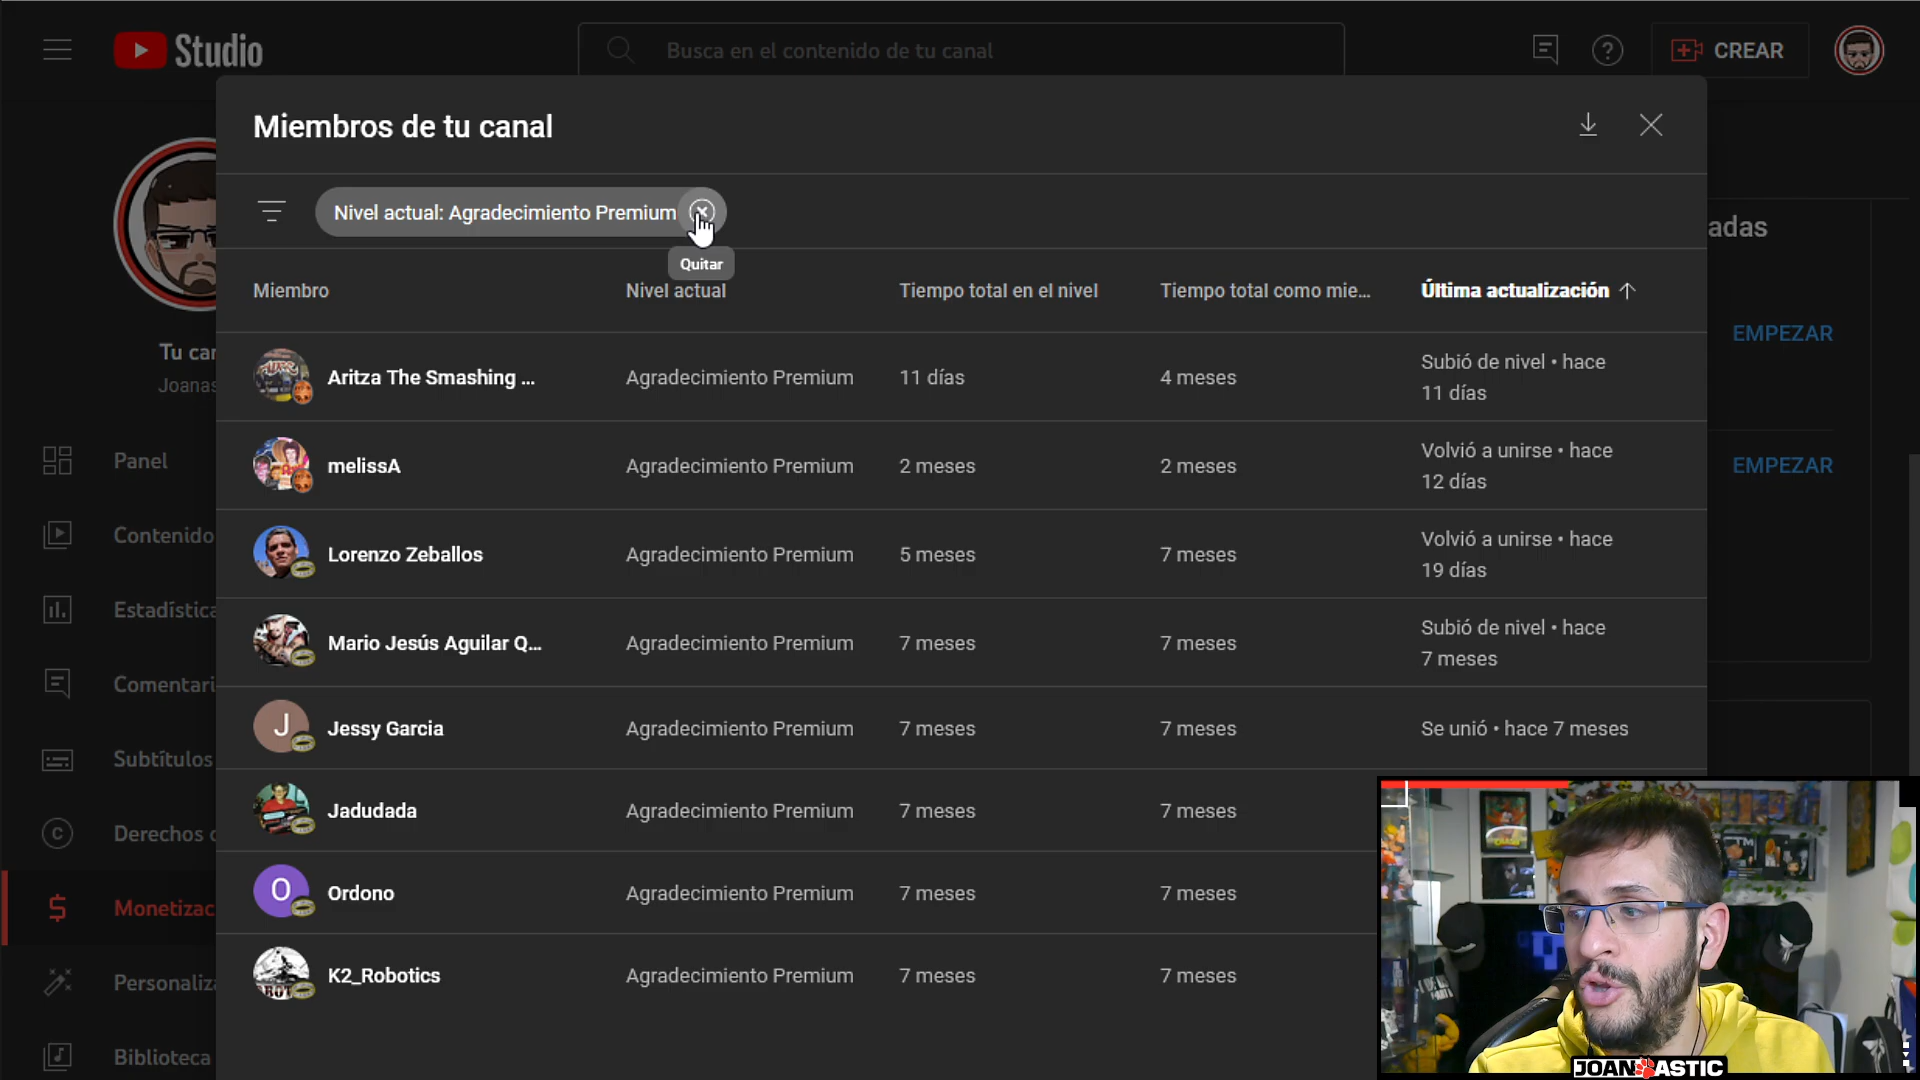 Studio
Busca en el contenido de tu canal
CREAR
Miembros de tu canal
Nivel actual: Agradecimiento Premium
Quitar
Miembro
Nivel actual
Tiempo total en el nivel
Tiempo total como mie...
Última actualización
Aritza The Smashing ...
Agradecimiento Premium
11 días
4 meses
Subió de nivel • hace
11 días
melissA
Agradecimiento Premium
2 meses
2 meses
Volvió a unirse • hace
12 días
Lorenzo Zeballos
Agradecimiento Premium
5 meses
7 meses
Volvió a unirse • hace
19 días
Mario Jesús Aguilar Q...
Agradecimiento Premium
7 meses
7 meses
Subió de nivel • hace
7 meses
J
Jessy Garcia
Agradecimiento Premium
7 meses
7 meses
Se unió • hace 7 meses
Jadudada
Agradecimiento Premium
7 meses
7 meses
O
Ordono
Agradecimiento Premium
7 meses
7 meses
K2_Robotics
Agradecimiento Premium
7 meses
7 meses
Tu car
Joanas
Panel
Contenido
Estadística
Comentari
Subtítulos
Derechos
Monetizac
Personaliz
Biblioteca
adas
EMPEZAR
EMPEZAR
JOAN ASTIC